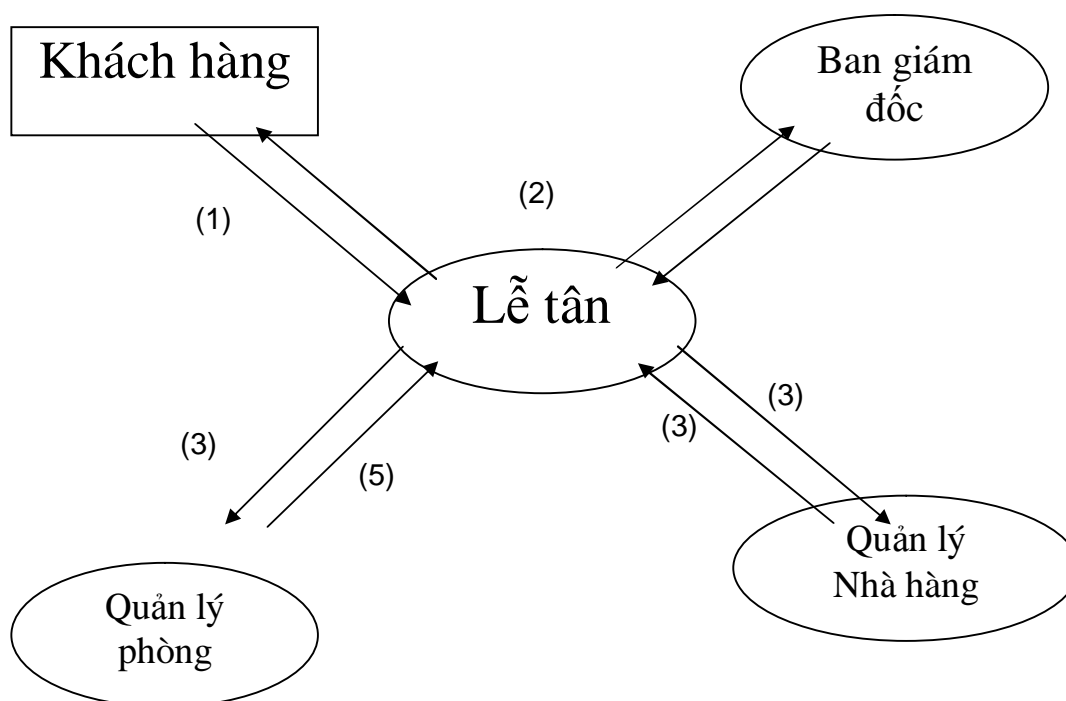 Khách hàng
Ban giám
đốc
(1)
(2)
Lễ tân
(3)
(5)
(3)
(3)
Quản lý
Nhà hàng
Quản lý
phòng